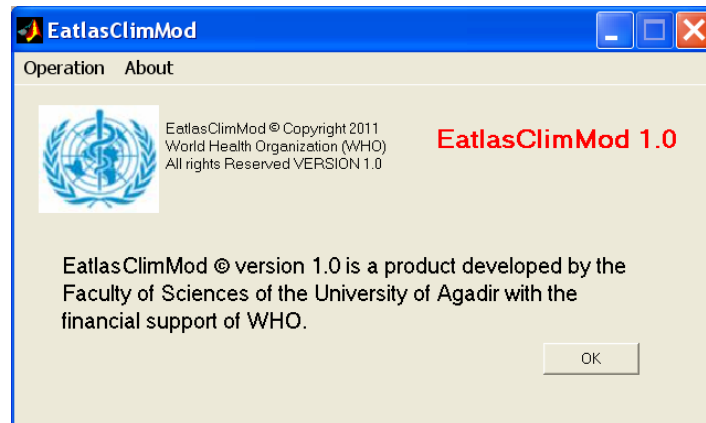 EatlasClimMod
Operation About
EatlasClimMod © Copyright 2011
World Health Organization (WHO)
All rights Reserved VERSION 1.0
EatlasClimMod 1.0
EatlasClimMod © version 1.0 is a product developed by the
Faculty of Sciences of the University of Agadir with the
financial support of WHO.
OK